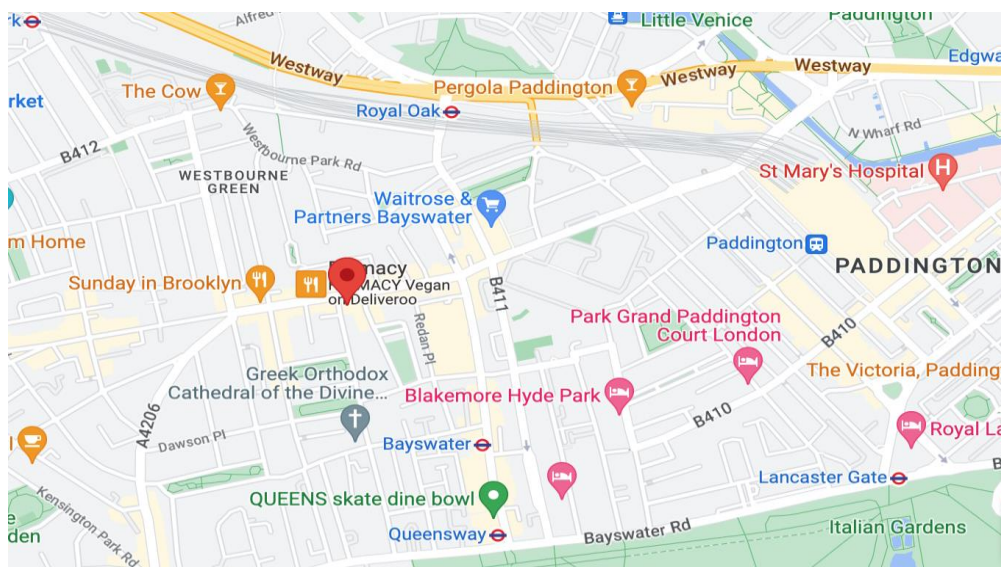 Alfred
Little Venice
Paddington
k
Westway
Westway
Westway
Edgwa
The Cow
Pergola Paddington
rket
Royal Oak
N Wharf Rd
B412
Westbourne Park Rd
WESTBOURNE
GREEN
St Mary's Hospital
H
Waitrose &
Partners Bayswater
m Home
Paddington
PADDINGTON
Sunday in Brooklyn
macy
MACY Vegan
on Deliveroo
B411
Redan Pl
Park Grand Paddington
Court London
B410
Greek Orthodox
Cathedral of the Divine...
The Victoria, Padding
Blakemore Hyde Park
A4206
Dawson Pl
B410
Royal La
l
Bayswater
Lancaster Gate
B
Kensington Park Rd
QUEENS skate dine bowl
e
den
Queensway
Bayswater Rd
Italian Gardens